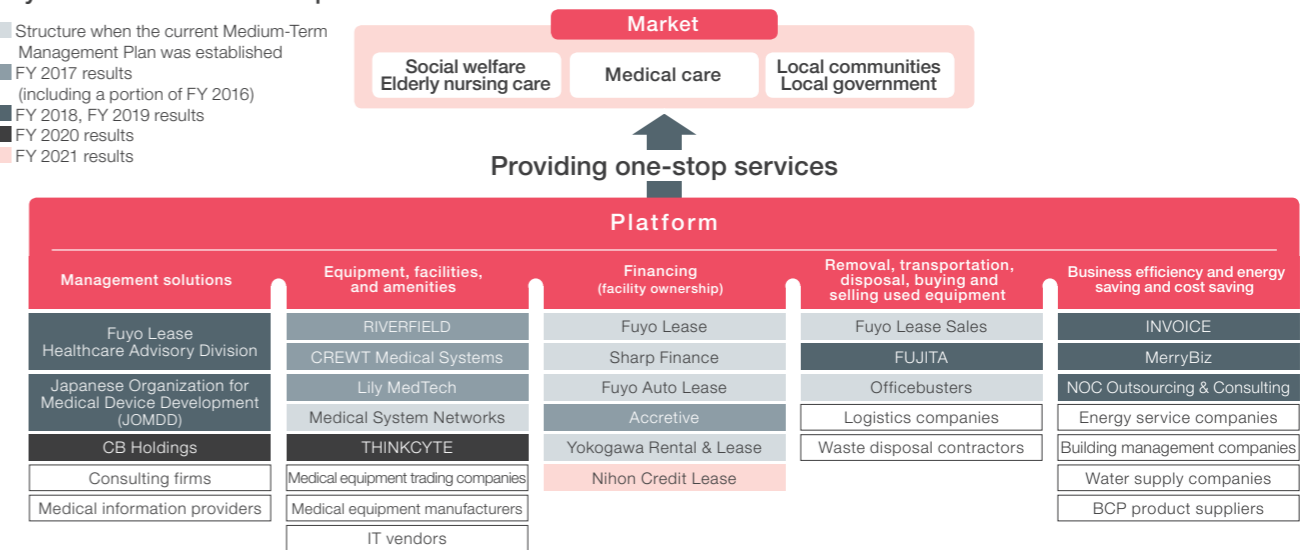 Structure when the current Medium-Term
Management Plan was established
FY 2017 results
(including a portion of FY 2016)
FY 2018, FY 2019 results
FY 2020 results
FY 2021 results
Market
Social welfare
Elderly nursing care
Medical care
Local communities
Local government
Providing one-stop services
Platform
Management solutions
Fuyo Lease
Healthcare Advisory Division
Japanese Organization for
Medical Device Development
(JOMDD)
CB Holdings
Consulting firms
Medical information providers
Equipment, facilities,
and amenities
RIVERFIELD
CREWT Medical Systems
Lily MedTech
Medical System Networks
THINKCYTE
Medical equipment trading companies
Medical equipment manufacturers
IT vendors
Financing
(facility ownership)
Fuyo Lease
Sharp Finance
Fuyo Auto Lease
Accretive
Yokogawa Rental & Lease
Nihon Credit Lease
Removal, transportation,
disposal, buying and
selling used equipment
Fuyo Lease Sales
FUJITA
Officebusters
Logistics companies
Waste disposal contractors
Business efficiency and energy
saving and cost saving
INVOICE
MerryBiz
NOC Outsourcing & Consulting
Energy service companies
Building management companies
Water supply companies
BCP product suppliers